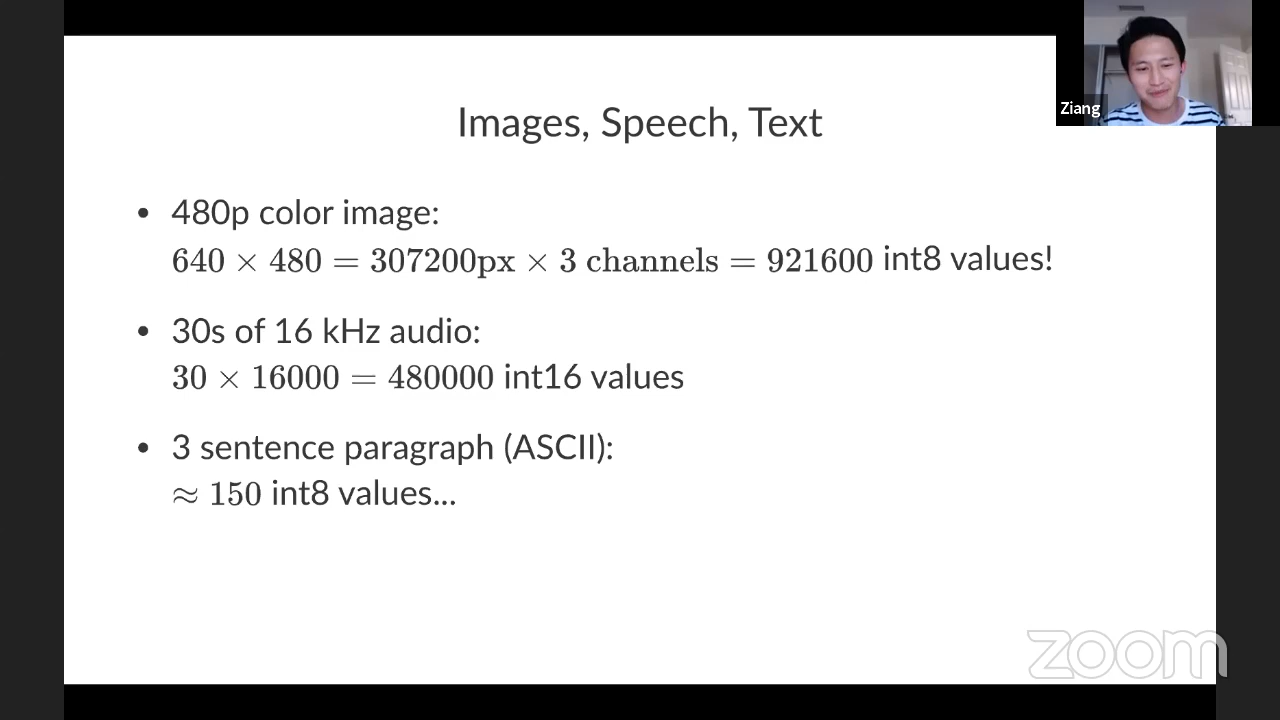 Ziang
Images, Speech, Text
• 480p color image:
640 × 480 = 307200px × 3 channels = 921600 int8 values!
• 30s of 16 kHz audio:
30 × 16000 = 480000 int16 values
• 3 sentence paragraph (ASCII):
≈ 150 int8 values...
zoom